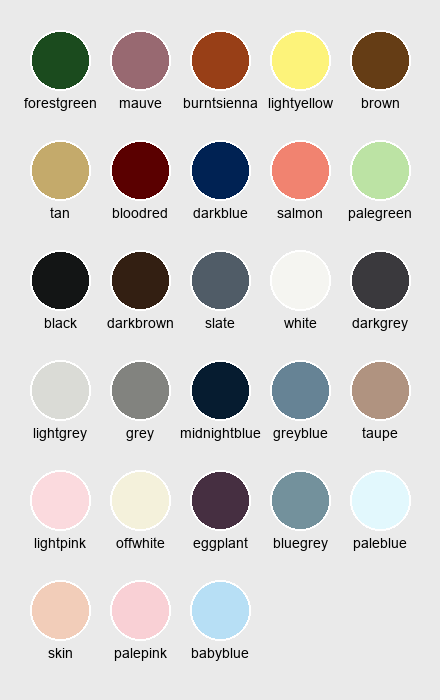 forestgreen mauve burntsienna lightyellow brown
tan bloodred darkblue salmon palegreen
black darkbrown slate white darkgrey
lightgrey grey midnightblue greyblue taupe
lightpink offwhite eggplant bluegrey paleblue
skin palepink babyblue